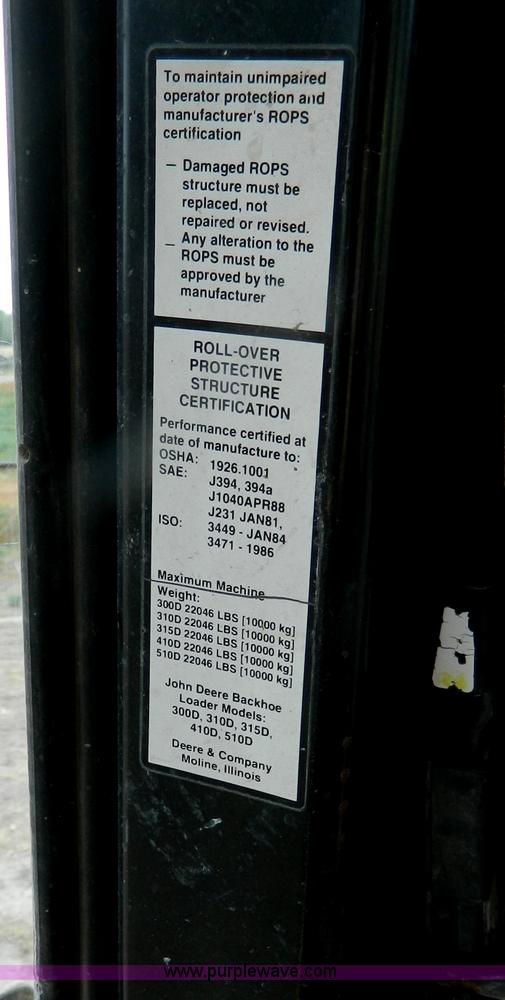 To maintain unimpaired
operator protection and
manufacturer's ROPS
certification
– Damaged ROPS
structure must be
replaced, not
repaired or revised.
– Any alteration to the
ROPS must be
approved by the
manufacturer
ROLL-OVER
PROTECTIVE
STRUCTURE
CERTIFICATION
Performance certified at
date of manufacture to:
OSHA: 1926.1001
SAE: J394, 394a
J1040APR88
J231 JAN81,
ISO: 3449 - JAN84
3471 - 1986
Maximum Machine
Weight:
300D 22046 LBS [10000 kg]
310D 22046 LBS [10000 kg]
315D 22046 LBS [10000 kg]
410D 22046 LBS [10000 kg]
510D 22046 LBS [10000 kg]
John Deere Backhoe
Loader Models:
300D, 310D, 315D,
410D, 510D
Deere & Company
Moline, Illinois
www.purplewave.com